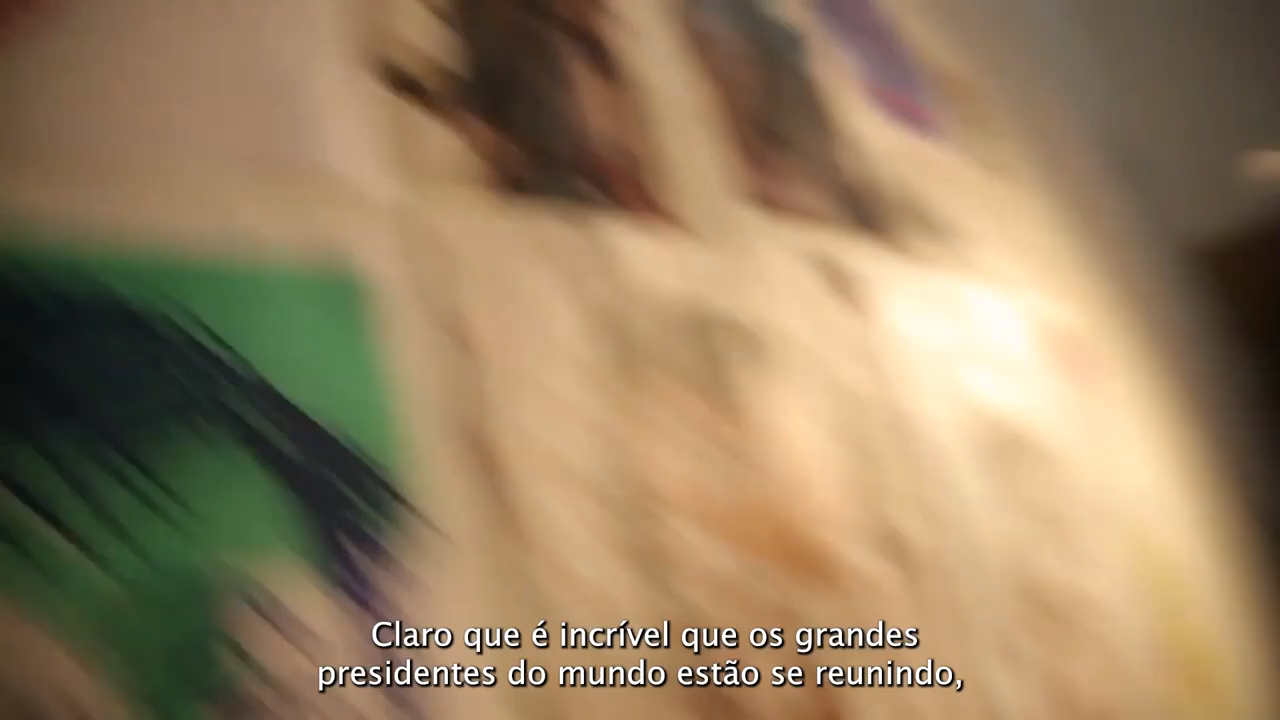 Claro que é incrível que os grandes
presidentes do mundo estão se reunindo,